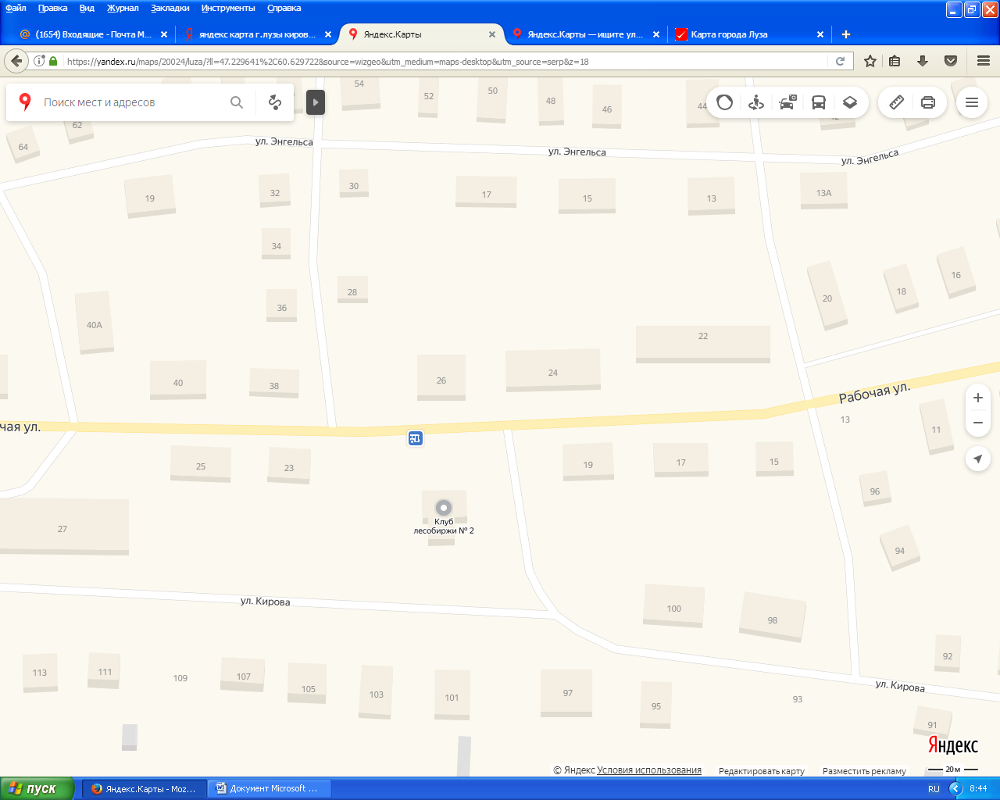 Файл Правка Вид Журнал Закладки Инструменты Справка
(1654) Входящие - Почта M... яндекс карта г.лузы киров... Яндекс.Карты Яндекс.Карты — ищите ул... Карта города Луза
https://yandex.ru/maps/20024/luza/?ll=47.229641%2C60.629722&source=wizgeo&utm_medium=maps-desktop&utm_source=serp&z=18
Поиск мест и адресов
54 52 50 48 46 44
62 64
ул. Энгельса ул. Энгельса ул. Энгельса
19 32 30 17 15 13 13А
34
36 28 20 18 16
40А
40 38 26 24 22
Рабочая ул.
чая ул.
13 11
25 23 19 17 15
96
Клуб
лесобиржи № 2
27
94
ул. Кирова
100 98
92
113 111 109 107 105 103 101 97 95 93
ул. Кирова
91
Яндекс
© Яндекс Условия использования Редактировать карту Разместить рекламу 20 м
пуск Яндекс.Карты - Moz... Документ Microsoft ... RU 8:44